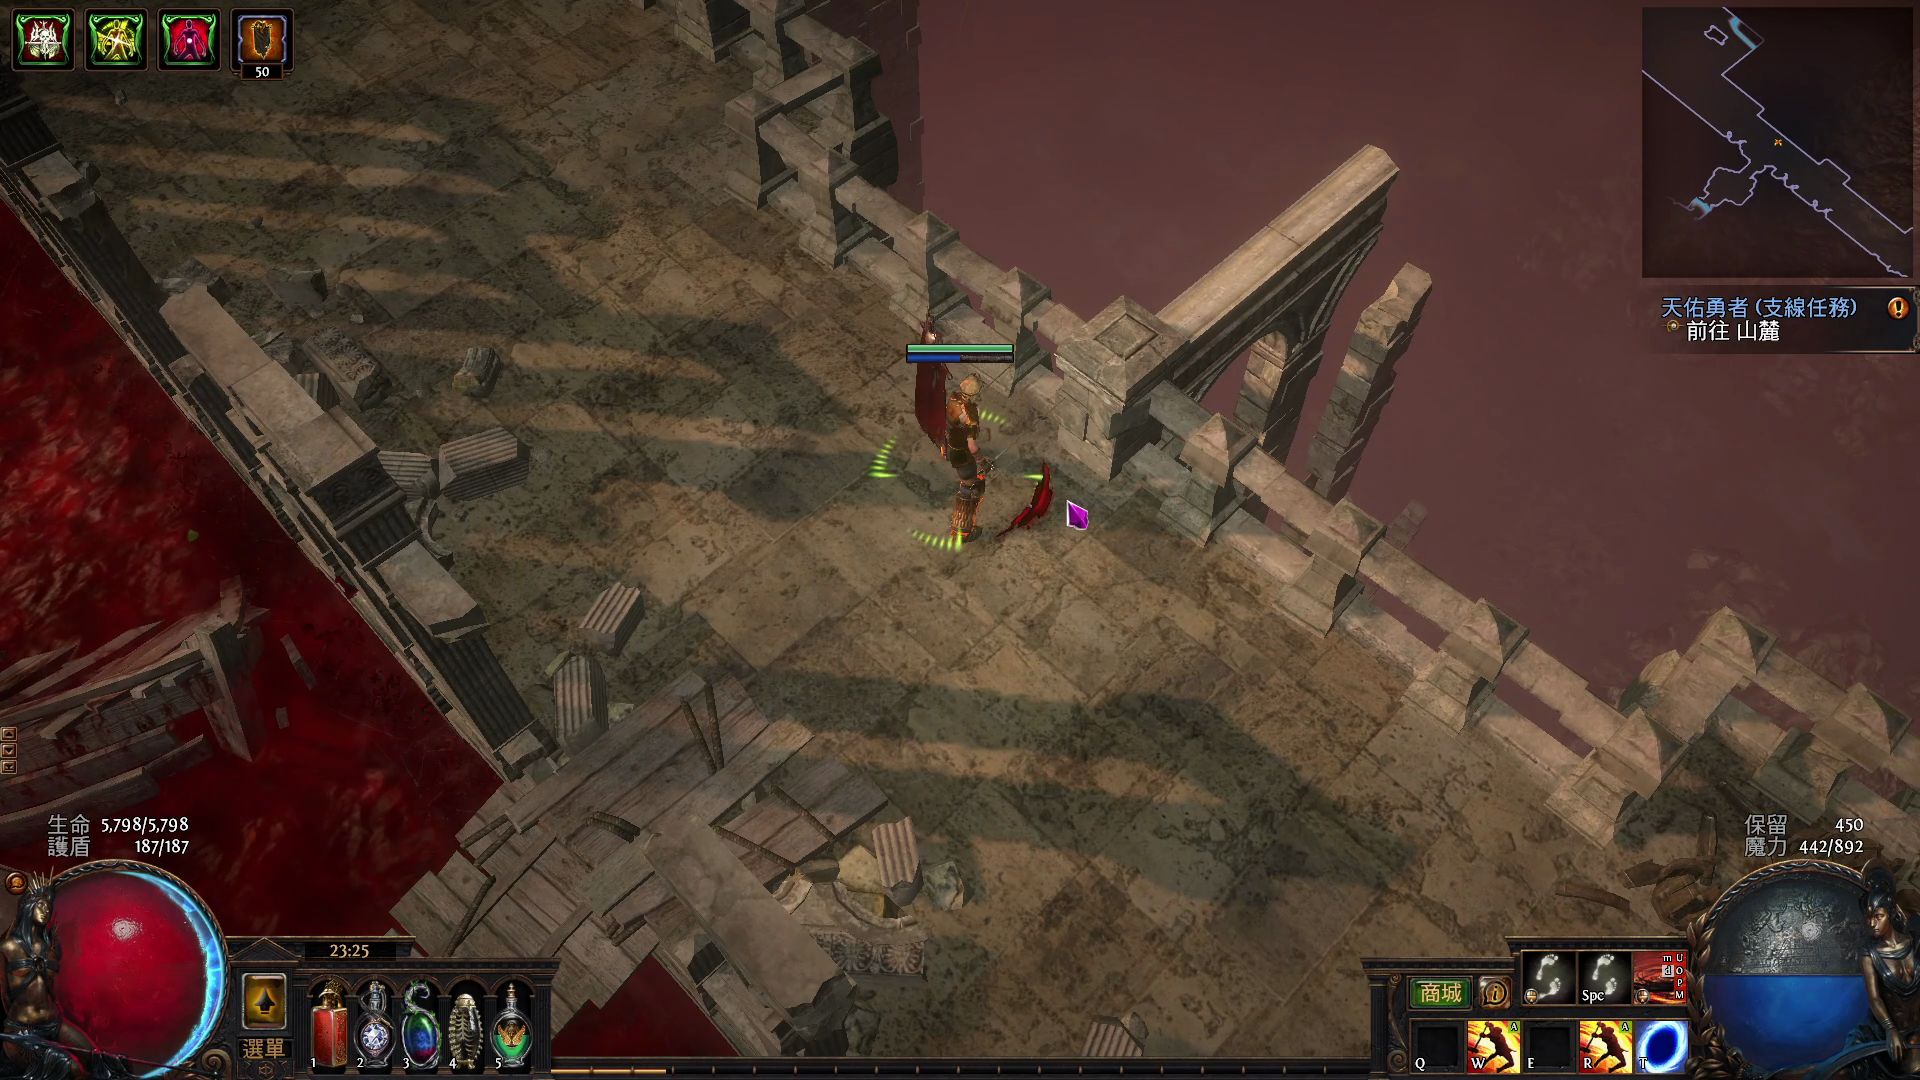 50
天佑勇者 (支線任務)
前往 山麓
生命 5,798/5,798
護盾 187/187
保留 450
魔力 442/892
23:25
選單
1
2
3
4
5
商城
Spc
m U
d O
P
M
Q
W
A
E
R
A
T